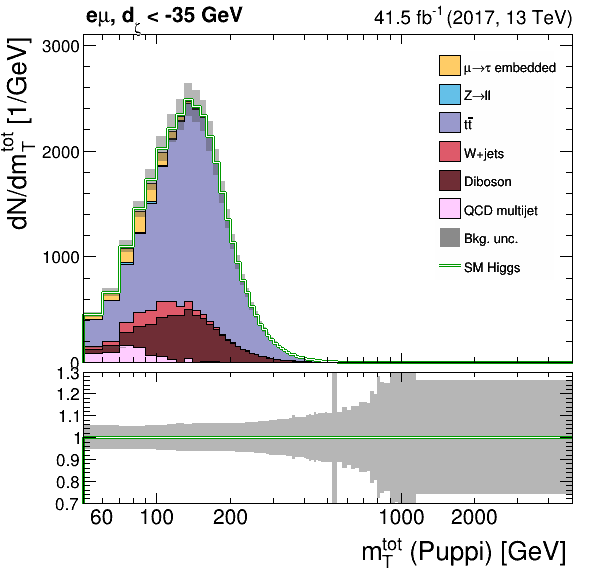 eμ, dζ < -35 GeV
41.5 fb⁻¹ (2017, 13 TeV)
dN/dm_T^tot [1/GeV]
3000
2000
1000
0
μ→τ embedded
Z→ll
tt̄
W+jets
Diboson
QCD multijet
Bkg. unc.
SM Higgs
1.3
1.2
1.1
1
0.9
0.8
0.7
60 100 200 1000 2000
m_T^tot (Puppi) [GeV]